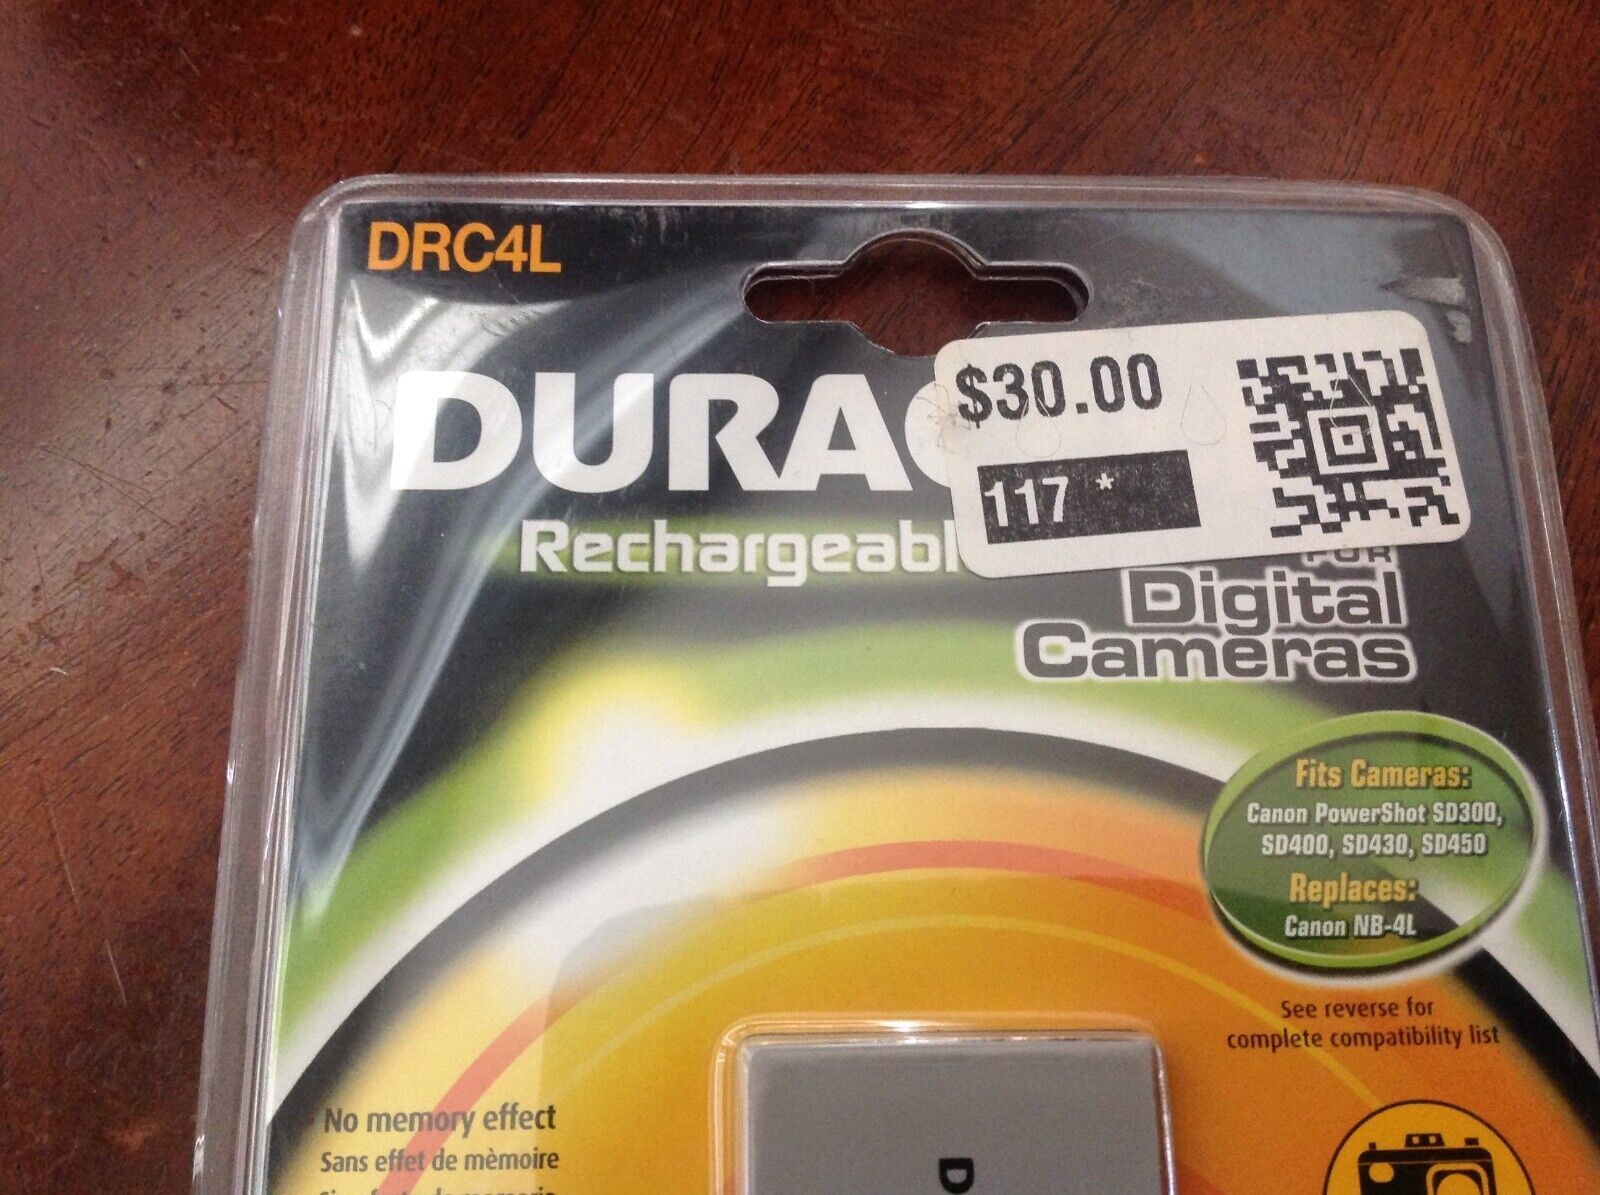 DRC4L
DURAC
$30.00
117 *
Rechargeabl
FOR
Digital
Cameras
Fits Cameras:
Canon PowerShot SD300,
SD400, SD430, SD450
Replaces:
Canon NB-4L
See reverse for
complete compatibility list
No memory effect
Sans effet de mèmoire
D